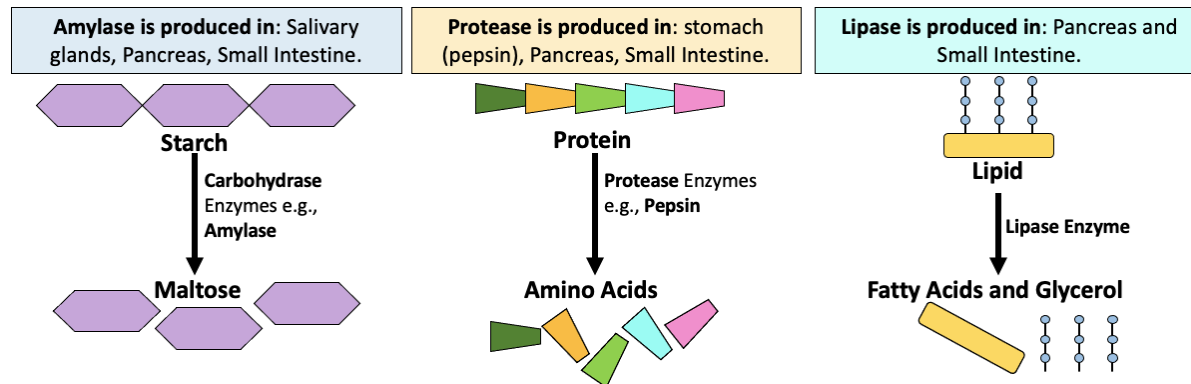 Amylase is produced in: Salivary
glands, Pancreas, Small Intestine.
Starch
Carbohydrase
Enzymes e.g.,
Amylase
Maltose
Protease is produced in: stomach
(pepsin), Pancreas, Small Intestine.
Protein
Protease Enzymes
e.g., Pepsin
Amino Acids
Lipase is produced in: Pancreas and
Small Intestine.
Lipid
Lipase Enzyme
Fatty Acids and Glycerol